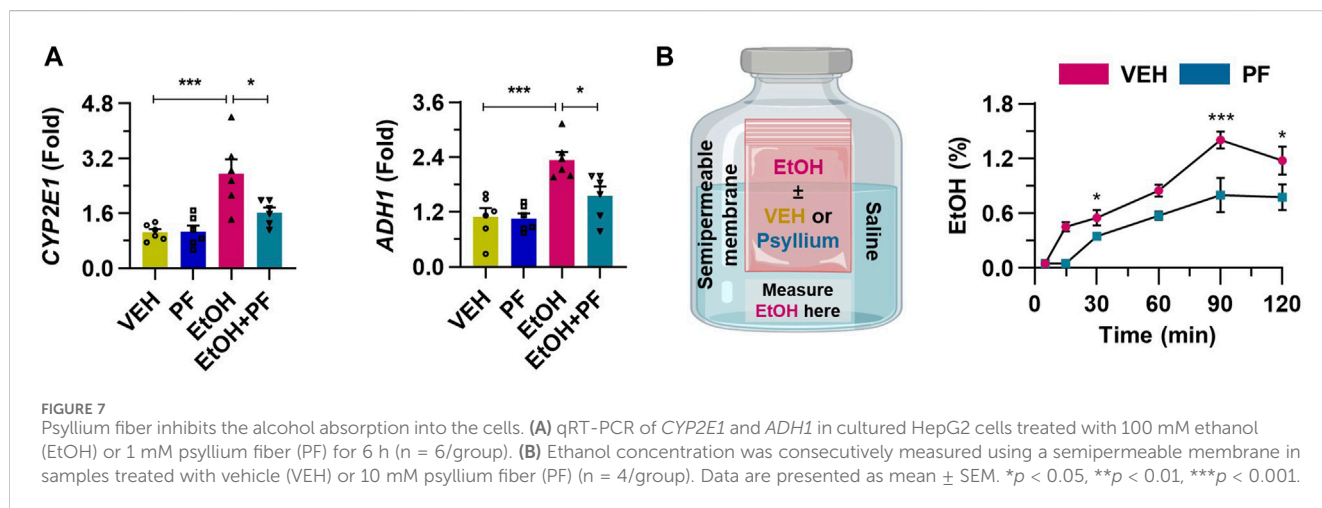 A
***
*
4.8
3.2
1.6
0.0
CYP2E1 (Fold)
VEH
PF
EtOH
EtOH+PF
***
*
3.6
2.4
1.2
0.0
ADH1 (Fold)
VEH
PF
EtOH
EtOH+PF
B
Semipermeable
membrane
EtOH
±
VEH or
Psyllium
Saline
Measure
EtOH here
VEH PF
1.8
1.2
0.6
0.0
EtOH (%)
*
***
*
0 30 60 90 120
Time (min)
FIGURE 7
Psyllium fiber inhibits the alcohol absorption into the cells. (A) qRT-PCR of CYP2E1 and ADH1 in cultured HepG2 cells treated with 100 mM ethanol
(EtOH) or 1 mM psyllium fiber (PF) for 6 h (n = 6/group). (B) Ethanol concentration was consecutively measured using a semipermeable membrane in
samples treated with vehicle (VEH) or 10 mM psyllium fiber (PF) (n = 4/group). Data are presented as mean ± SEM. *p < 0.05, **p < 0.01, ***p < 0.001.